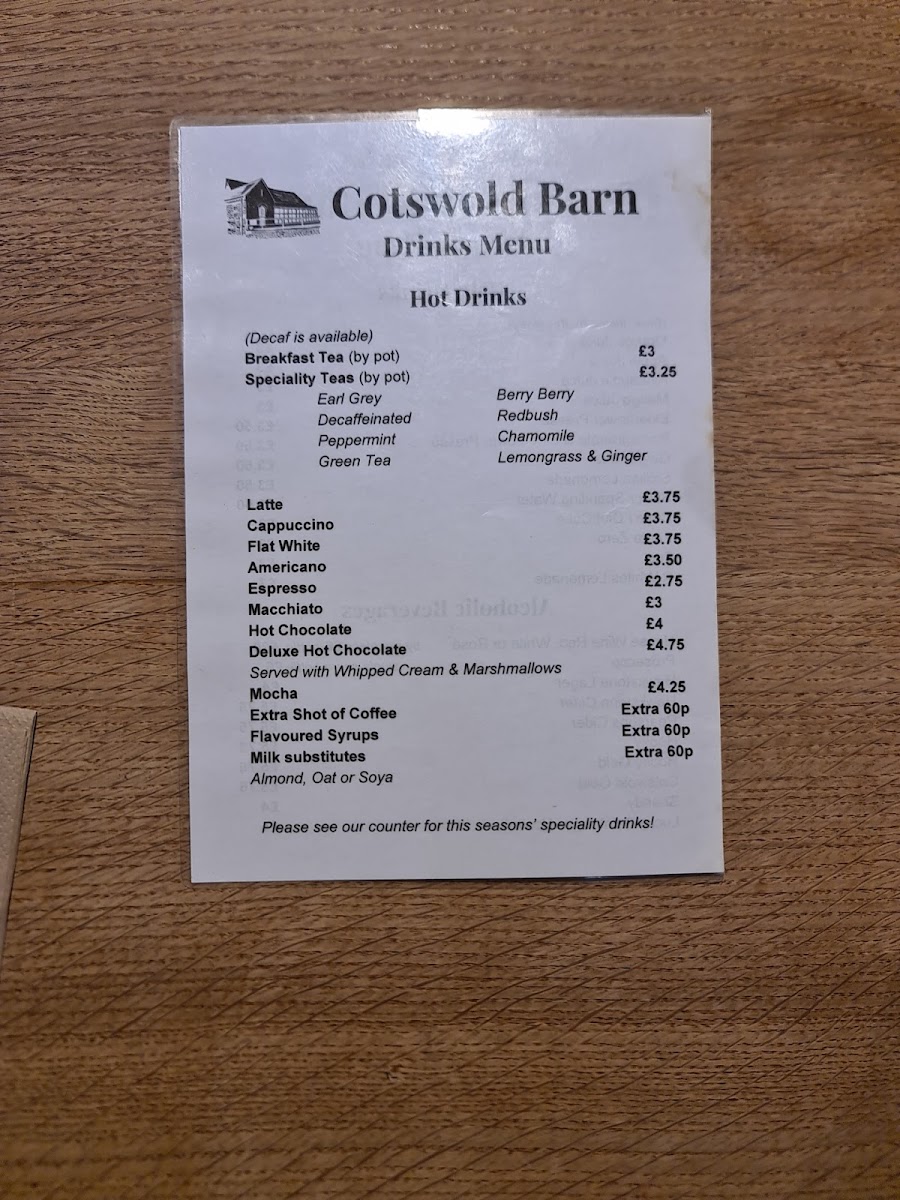 Cotswold Barn
Drinks Menu
Hot Drinks
(Decaf is available)
Breakfast Tea (by pot) £3
Speciality Teas (by pot) £3.25
Earl Grey Berry Berry
Decaffeinated Redbush
Peppermint Chamomile
Green Tea Lemongrass & Ginger
Latte £3.75
Cappuccino £3.75
Flat White £3.75
Americano £3.50
Espresso £2.75
Macchiato £3
Hot Chocolate £4
Deluxe Hot Chocolate £4.75
Served with Whipped Cream & Marshmallows
Mocha £4.25
Extra Shot of Coffee Extra 60p
Flavoured Syrups Extra 60p
Milk substitutes Extra 60p
Almond, Oat or Soya
Please see our counter for this seasons' speciality drinks!